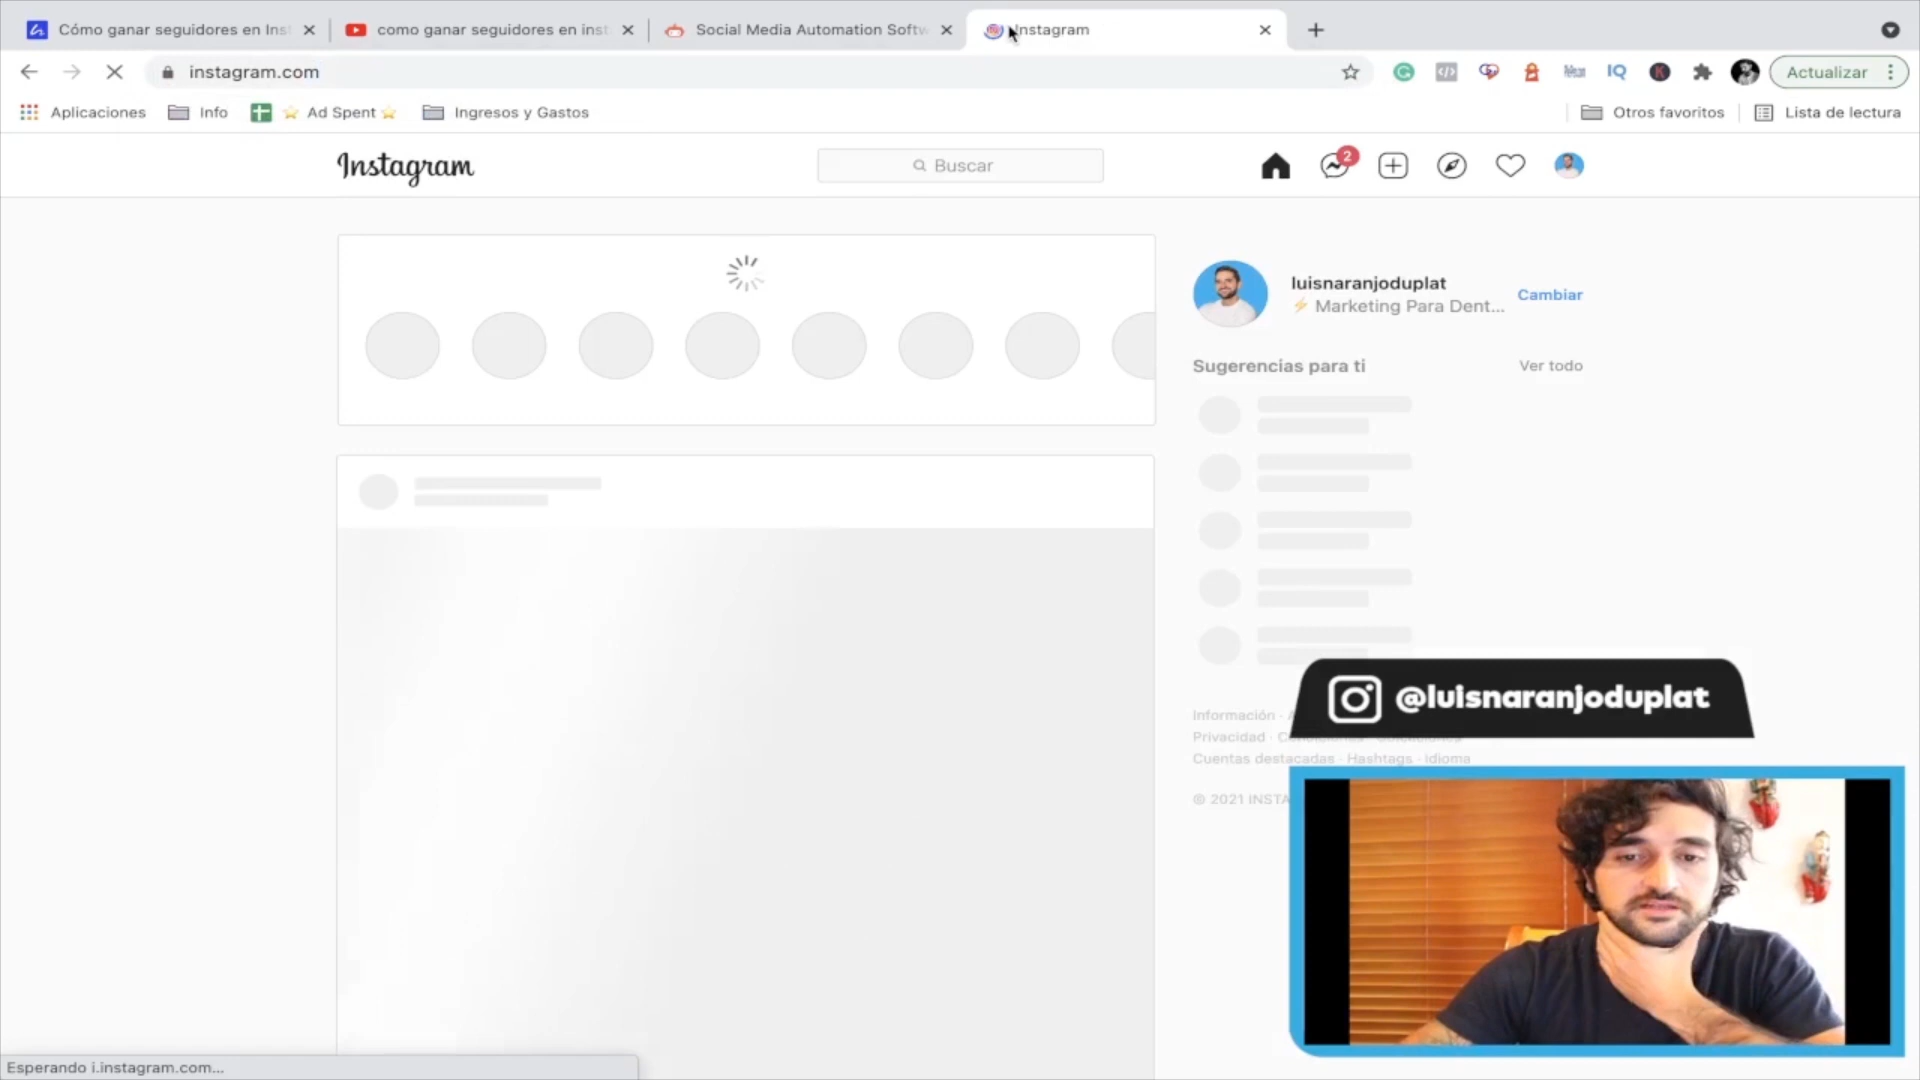 Cómo ganar seguidores en Inst
como ganar seguidores en inst
Social Media Automation Softw
Instagram
instagram.com
IQ
K
Actualizar
Aplicaciones
Info
Ad Spent
Ingresos y Gastos
Otros favoritos
Lista de lectura
Instagram
Buscar
2
luisnaranjoduplat
Marketing Para Dent...
Cambiar
Sugerencias para ti
Ver todo
@luisnaranjoduplat
Información ·
Privacidad ·
Cuentas destacadas · Hashtags · Idioma
© 2021 INSTA
Esperando i.instagram.com...